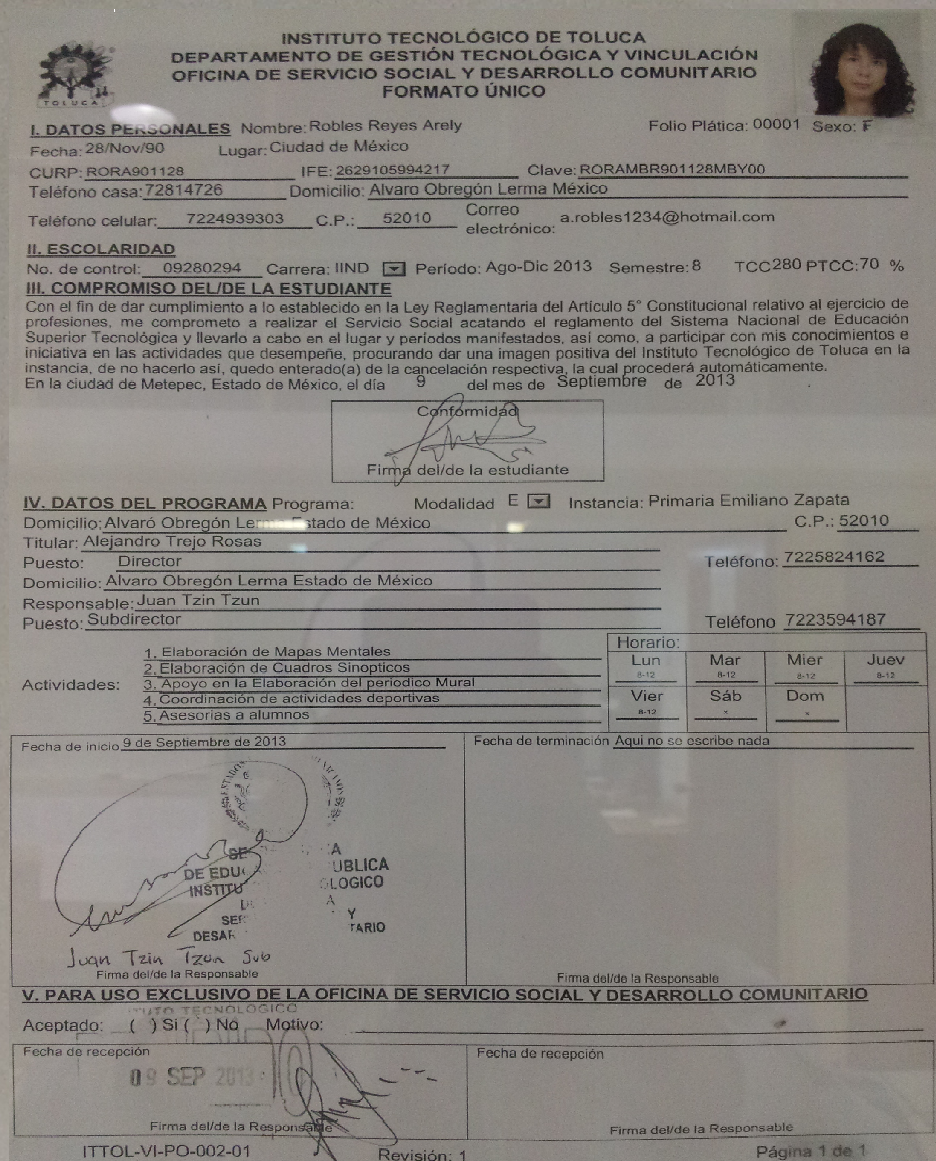 INSTITUTO TECNOLÓGICO DE TOLUCA
DEPARTAMENTO DE GESTIÓN TECNOLÓGICA Y VINCULACIÓN
OFICINA DE SERVICIO SOCIAL Y DESARROLLO COMUNITARIO
FORMATO ÚNICO
TOLUCA
I. DATOS PERSONALES Nombre: Robles Reyes Arely Folio Plática: 00001 Sexo: F
Fecha: 28/Nov/90 Lugar: Ciudad de México
CURP: RORA901128 IFE: 2629105994217 Clave: RORAMBR901128MBY00
Teléfono casa: 72814726 Domicilio: Alvaro Obregón Lerma México
Teléfono celular: 7224939303 C.P.: 52010 Correo electrónico: a.robles1234@hotmail.com
II. ESCOLARIDAD
No. de control: 09280294 Carrera: IIND Período: Ago-Dic 2013 Semestre: 8 TCC 280 PTCC: 70 %
III. COMPROMISO DEL/DE LA ESTUDIANTE
Con el fin de dar cumplimiento a lo establecido en la Ley Reglamentaria del Artículo 5° Constitucional relativo al ejercicio de
profesiones, me comprometo a realizar el Servicio Social acatando el reglamento del Sistema Nacional de Educación
Superior Tecnológica y llevarlo a cabo en el lugar y períodos manifestados, así como, a participar con mis conocimientos e
iniciativa en las actividades que desempeñe, procurando dar una imagen positiva del Instituto Tecnológico de Toluca en la
instancia, de no hacerlo así, quedo enterado(a) de la cancelación respectiva, la cual procederá automáticamente.
En la ciudad de Metepec, Estado de México, el día 9 del mes de Septiembre de 2013
Conformidad
Firma del/de la estudiante
IV. DATOS DEL PROGRAMA Programa: Modalidad E Instancia: Primaria Emiliano Zapata
Domicilio: Alvaró Obregón Lerma Estado de México C.P.: 52010
Titular: Alejandro Trejo Rosas
Puesto: Director Teléfono: 7225824162
Domicilio: Alvaro Obregón Lerma Estado de México
Responsable: Juan Tzin Tzun
Puesto: Subdirector Teléfono 7223594187
Actividades:
1. Elaboración de Mapas Mentales
2. Elaboración de Cuadros Sinopticos
3. Apoyo en la Elaboración del periodico Mural
4. Coordinación de actividades deportivas
5. Asesorias a alumnos
Horario:
Lun Mar Mier Juev
8-12 8-12 8-12 8-12
Vier Sáb Dom
8-12 x x
Fecha de inicio 9 de Septiembre de 2013
Fecha de terminación Aqui no se escribe nada
DE EDU UBLICA
INSTITU OLOGICO
Y
DESAR TARIO
Juan Tzin Tzun Sub
Firma del/de la Responsable
Firma del/de la Responsable
V. PARA USO EXCLUSIVO DE LA OFICINA DE SERVICIO SOCIAL Y DESARROLLO COMUNITARIO
TECNOLÓGICO
Aceptado: ( ) Sí ( ) No Motivo:
Fecha de recepción
09 SEP 2013
Firma del/de la Responsable
Fecha de recepción
Firma del/de la Responsable
ITTOL-VI-PO-002-01 Revisión: 1 Página 1 de 1